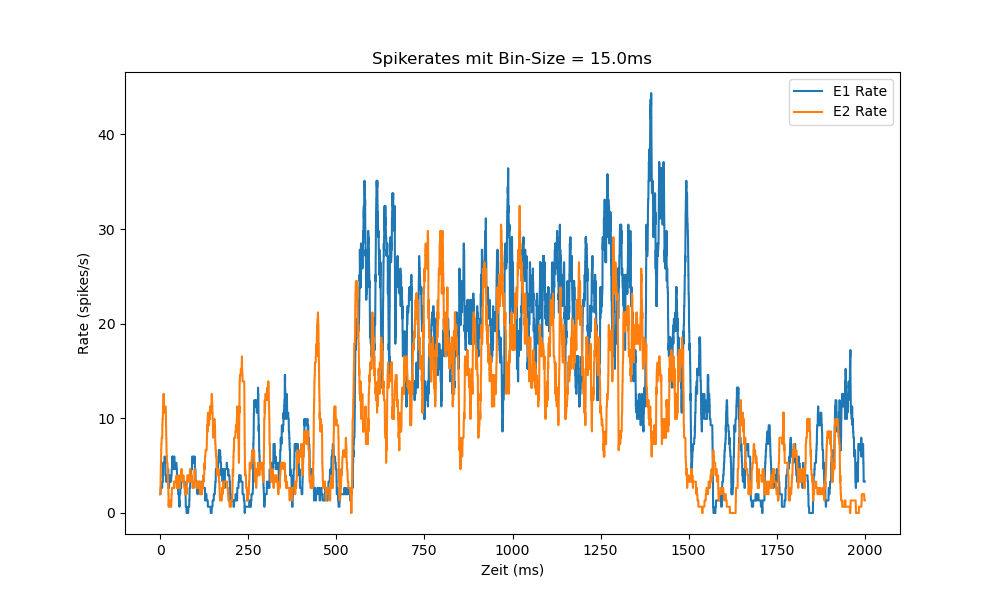 Spikerates mit Bin-Size = 15.0ms
E1 Rate
E2 Rate
Rate (spikes/s)
40
30
20
10
0
0 250 500 750 1000 1250 1500 1750 2000
Zeit (ms)